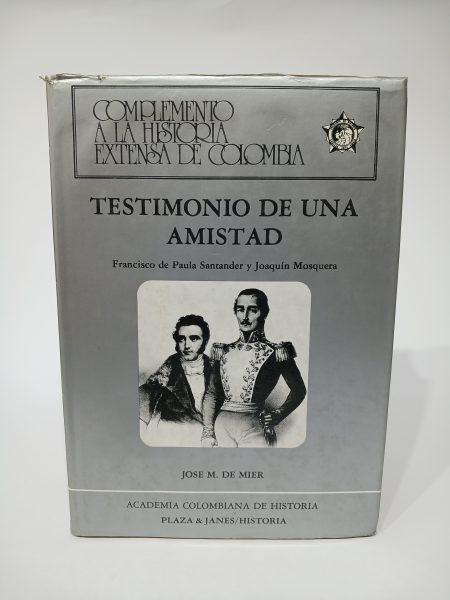 COMPLEMENTO
A LA HISTORIA
EXTENSA DE COLOMBIA
TESTIMONIO DE UNA
AMISTAD
Francisco de Paula Santander y Joaquín Mosquera
JOSE M. DE MIER
ACADEMIA COLOMBIANA DE HISTORIA
PLAZA & JANES/HISTORIA